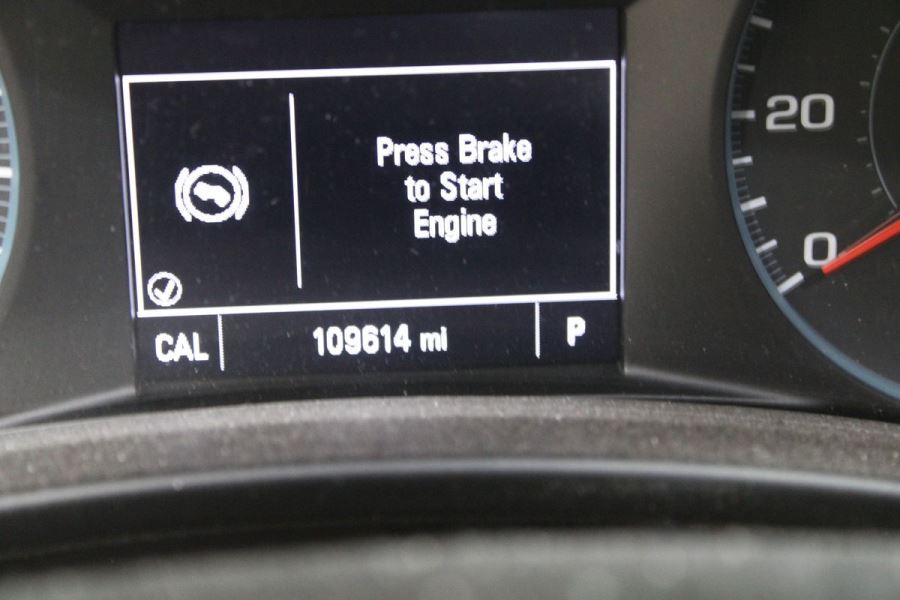 Press Brake
to Start
Engine
CAL 109614 mi P
20
0